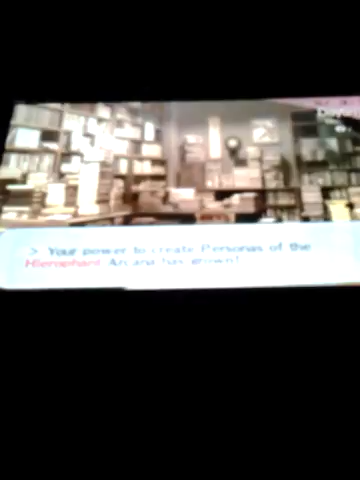 > Your power to create Personas of the
Hierophant Arcana has grown!